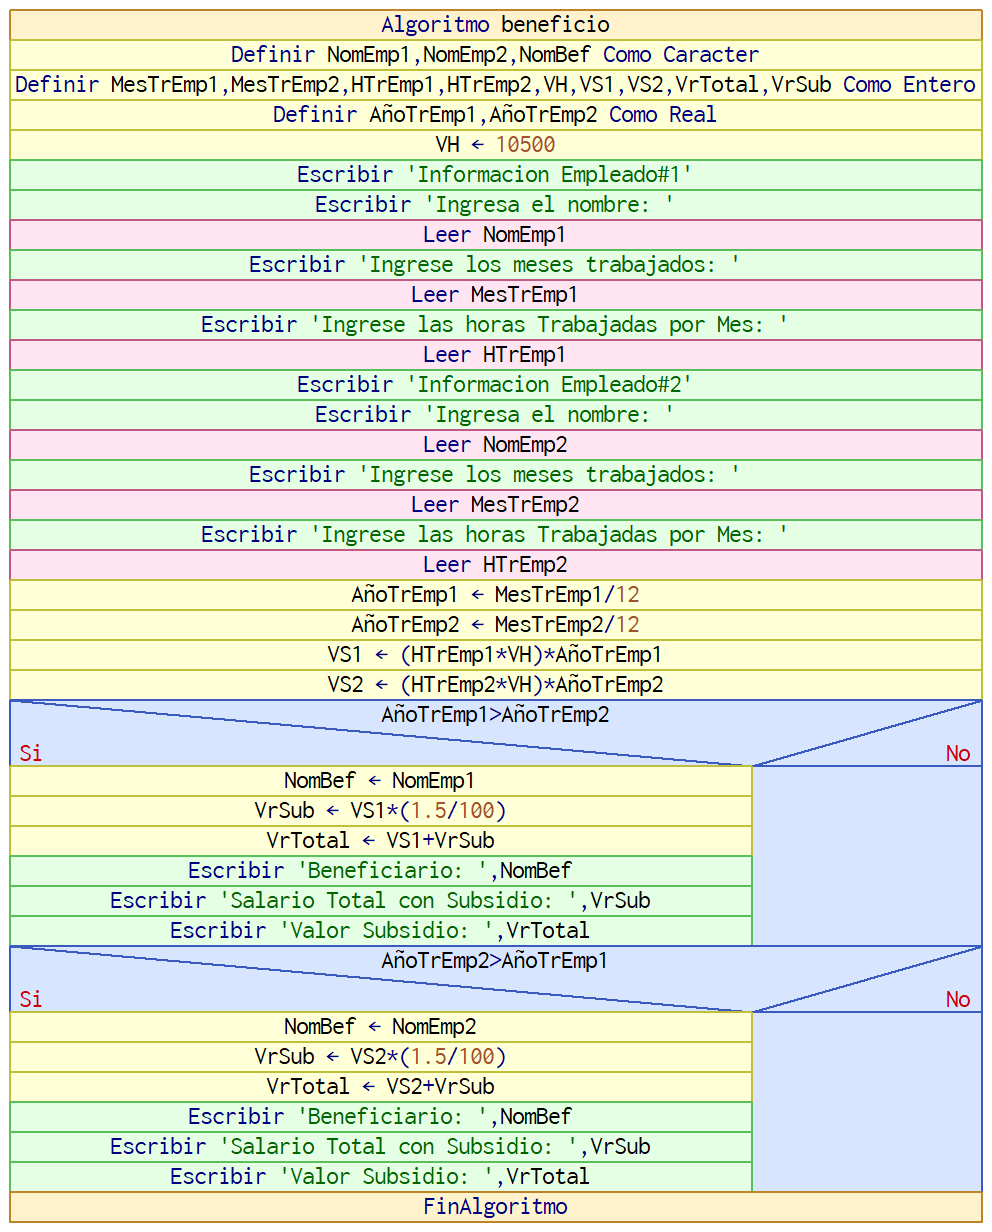 Algoritmo beneficio
Definir NomEmp1,NomEmp2,NomBef Como Caracter
Definir MesTrEmp1,MesTrEmp2,HTrEmp1,HTrEmp2,VH,VS1,VS2,VrTotal,VrSub Como Entero
Definir AñoTrEmp1,AñoTrEmp2 Como Real
VH ← 10500
Escribir 'Informacion Empleado#1'
Escribir 'Ingresa el nombre: '
Leer NomEmp1
Escribir 'Ingrese los meses trabajados: '
Leer MesTrEmp1
Escribir 'Ingrese las horas Trabajadas por Mes: '
Leer HTrEmp1
Escribir 'Informacion Empleado#2'
Escribir 'Ingresa el nombre: '
Leer NomEmp2
Escribir 'Ingrese los meses trabajados: '
Leer MesTrEmp2
Escribir 'Ingrese las horas Trabajadas por Mes: '
Leer HTrEmp2
AñoTrEmp1 ← MesTrEmp1/12
AñoTrEmp2 ← MesTrEmp2/12
VS1 ← (HTrEmp1*VH)*AñoTrEmp1
VS2 ← (HTrEmp2*VH)*AñoTrEmp2
AñoTrEmp1>AñoTrEmp2
Si No
NomBef ← NomEmp1
VrSub ← VS1*(1.5/100)
VrTotal ← VS1+VrSub
Escribir 'Beneficiario: ',NomBef
Escribir 'Salario Total con Subsidio: ',VrSub
Escribir 'Valor Subsidio: ',VrTotal
AñoTrEmp2>AñoTrEmp1
Si No
NomBef ← NomEmp2
VrSub ← VS2*(1.5/100)
VrTotal ← VS2+VrSub
Escribir 'Beneficiario: ',NomBef
Escribir 'Salario Total con Subsidio: ',VrSub
Escribir 'Valor Subsidio: ',VrTotal
FinAlgoritmo